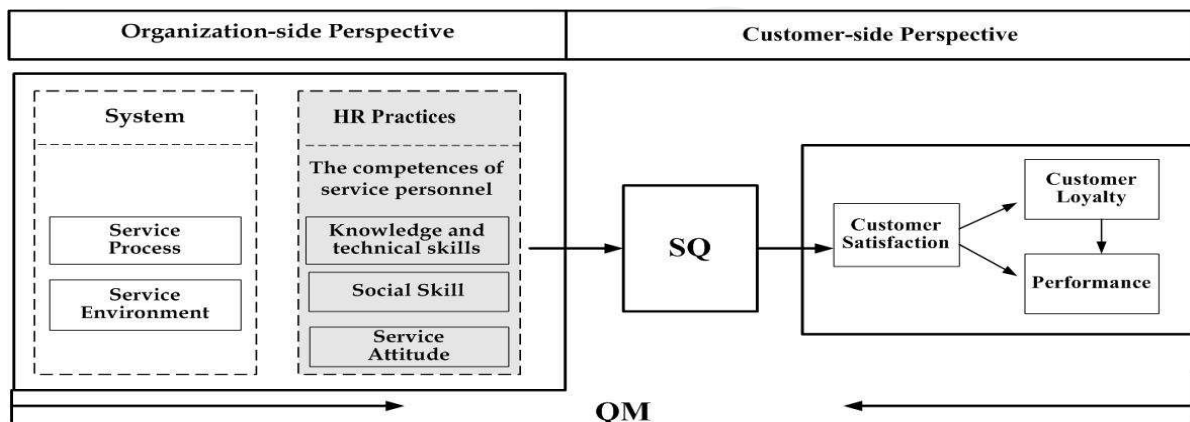 Organization-side Perspective
Customer-side Perspective
System
Service
Process
Service
Environment
HR Practices
The competences of
service personnel
Knowledge and
technical skills
Social Skill
Service
Attitude
SQ
Customer
Satisfaction
Customer
Loyalty
Performance
QM